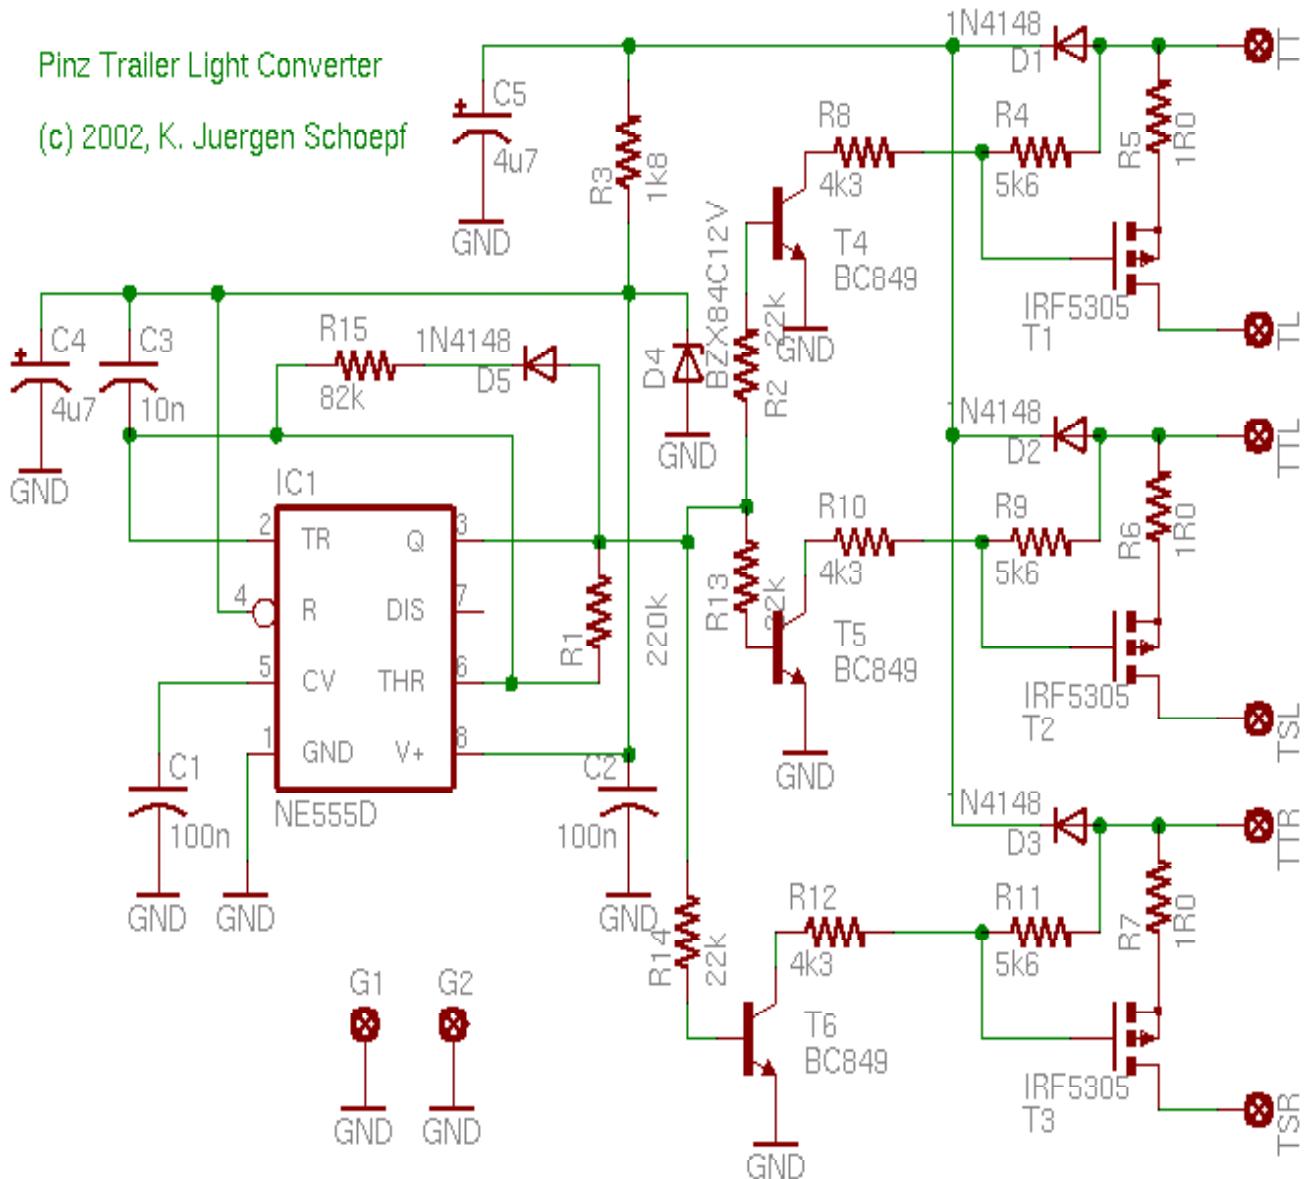 Pinz Trailer Light Converter
(c) 2002, K. Juergen Schoepf
1N4148
D1
TT
C5
4u7
GND
R3
1k8
R8
4k3
R4
5k6
R5
1R0
T4
BC849
IRF5305
T1
TL
GND
C4
4u7
GND
C3
10n
R15
82k
1N4148
D5
D4
BZX84C12V
GND
22k
R2
1N4148
D2
TTL
IC1
NE555D
2
TR
Q
3
4
R
DIS
7
5
CV
THR
6
1
GND
V+
8
R1
220k
R13
22k
R10
4k3
R9
5k6
R6
1R0
T5
BC849
IRF5305
T2
TSL
GND
C1
100n
GND
GND
C2
100n
GND
1N4148
D3
TTR
R14
22k
R12
4k3
R11
5k6
R7
1R0
T6
BC849
IRF5305
T3
TSR
GND
G1
GND
G2
GND